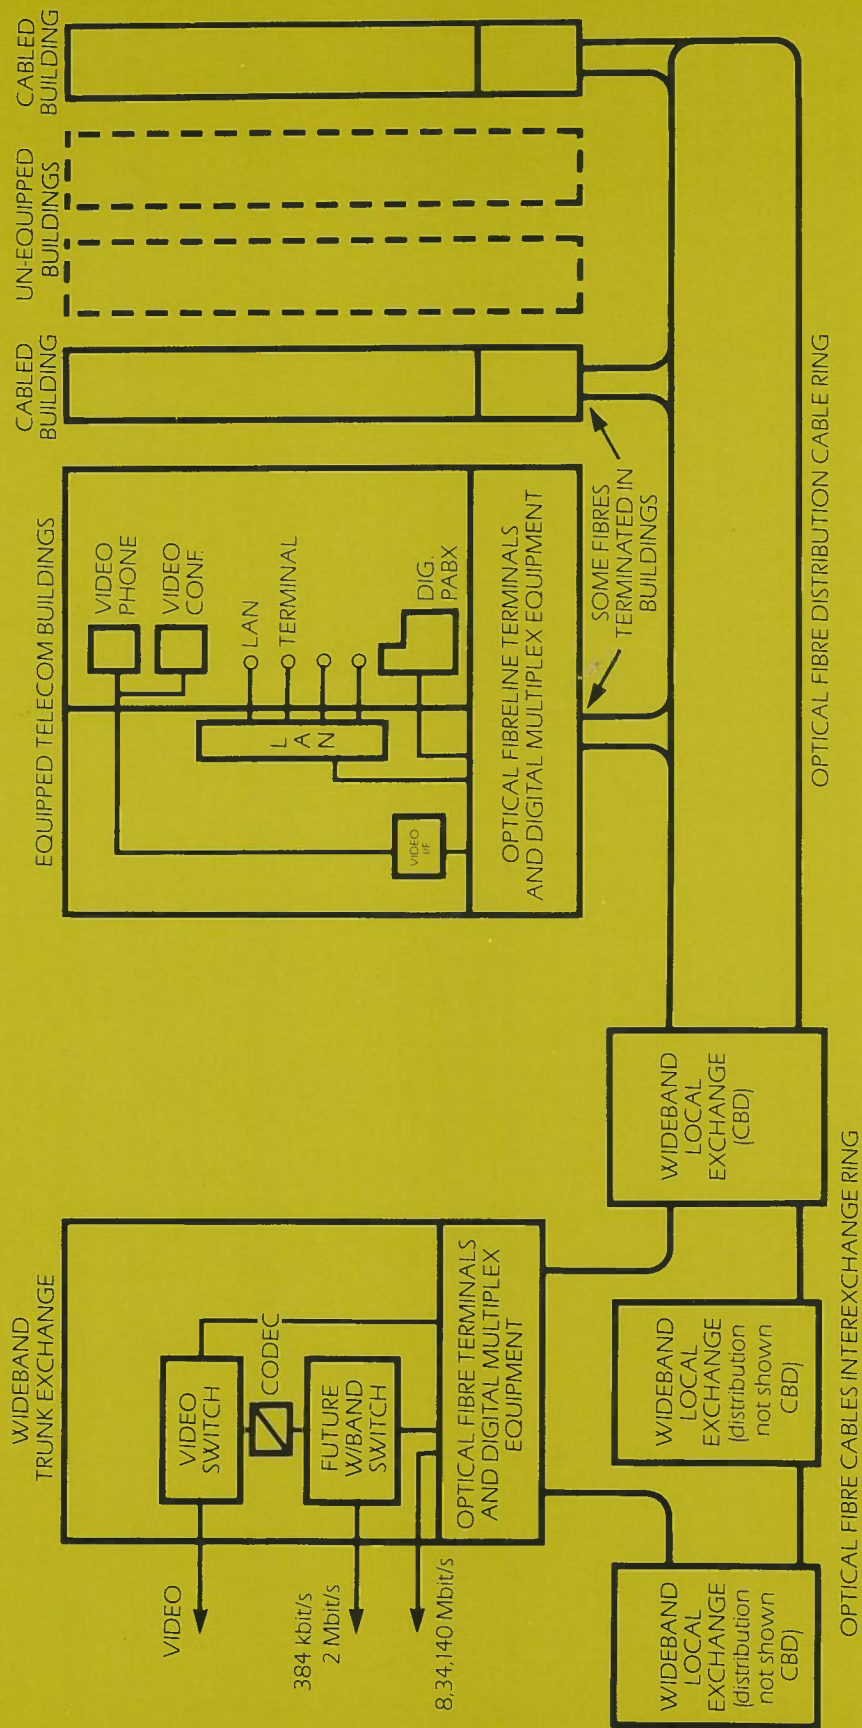 WIDEBAND
TRUNK EXCHANGE
VIDEO
SWITCH
CODEC
FUTURE
W/BAND
SWITCH
VIDEO
384 kbit/s
2 Mbit/s
8,34,140 Mbit/s
OPTICAL FIBRE TERMINALS
AND DIGITAL MULTIPLEX
EQUIPMENT
WIDEBAND
LOCAL
EXCHANGE
(distribution
not shown
CBD)
WIDEBAND
LOCAL
EXCHANGE
(distribution
not shown
CBD)
WIDEBAND
LOCAL
EXCHANGE
(CBD)
OPTICAL FIBRE CABLES INTEREXCHANGE RING
EQUIPPED TELECOM BUILDINGS
VIDEO
PHONE
VIDEO
CONF.
LAN
TERMINAL
LAN
DIG.
PABX
VIDEO
I/F
OPTICAL FIBRELINE TERMINALS
AND DIGITAL MULTIPLEX EQUIPMENT
SOME FIBRES
TERMINATED IN
BUILDINGS
CABLED
BUILDING
UN-EQUIPPED
BUILDINGS
CABLED
BUILDING
OPTICAL FIBRE DISTRIBUTION CABLE RING